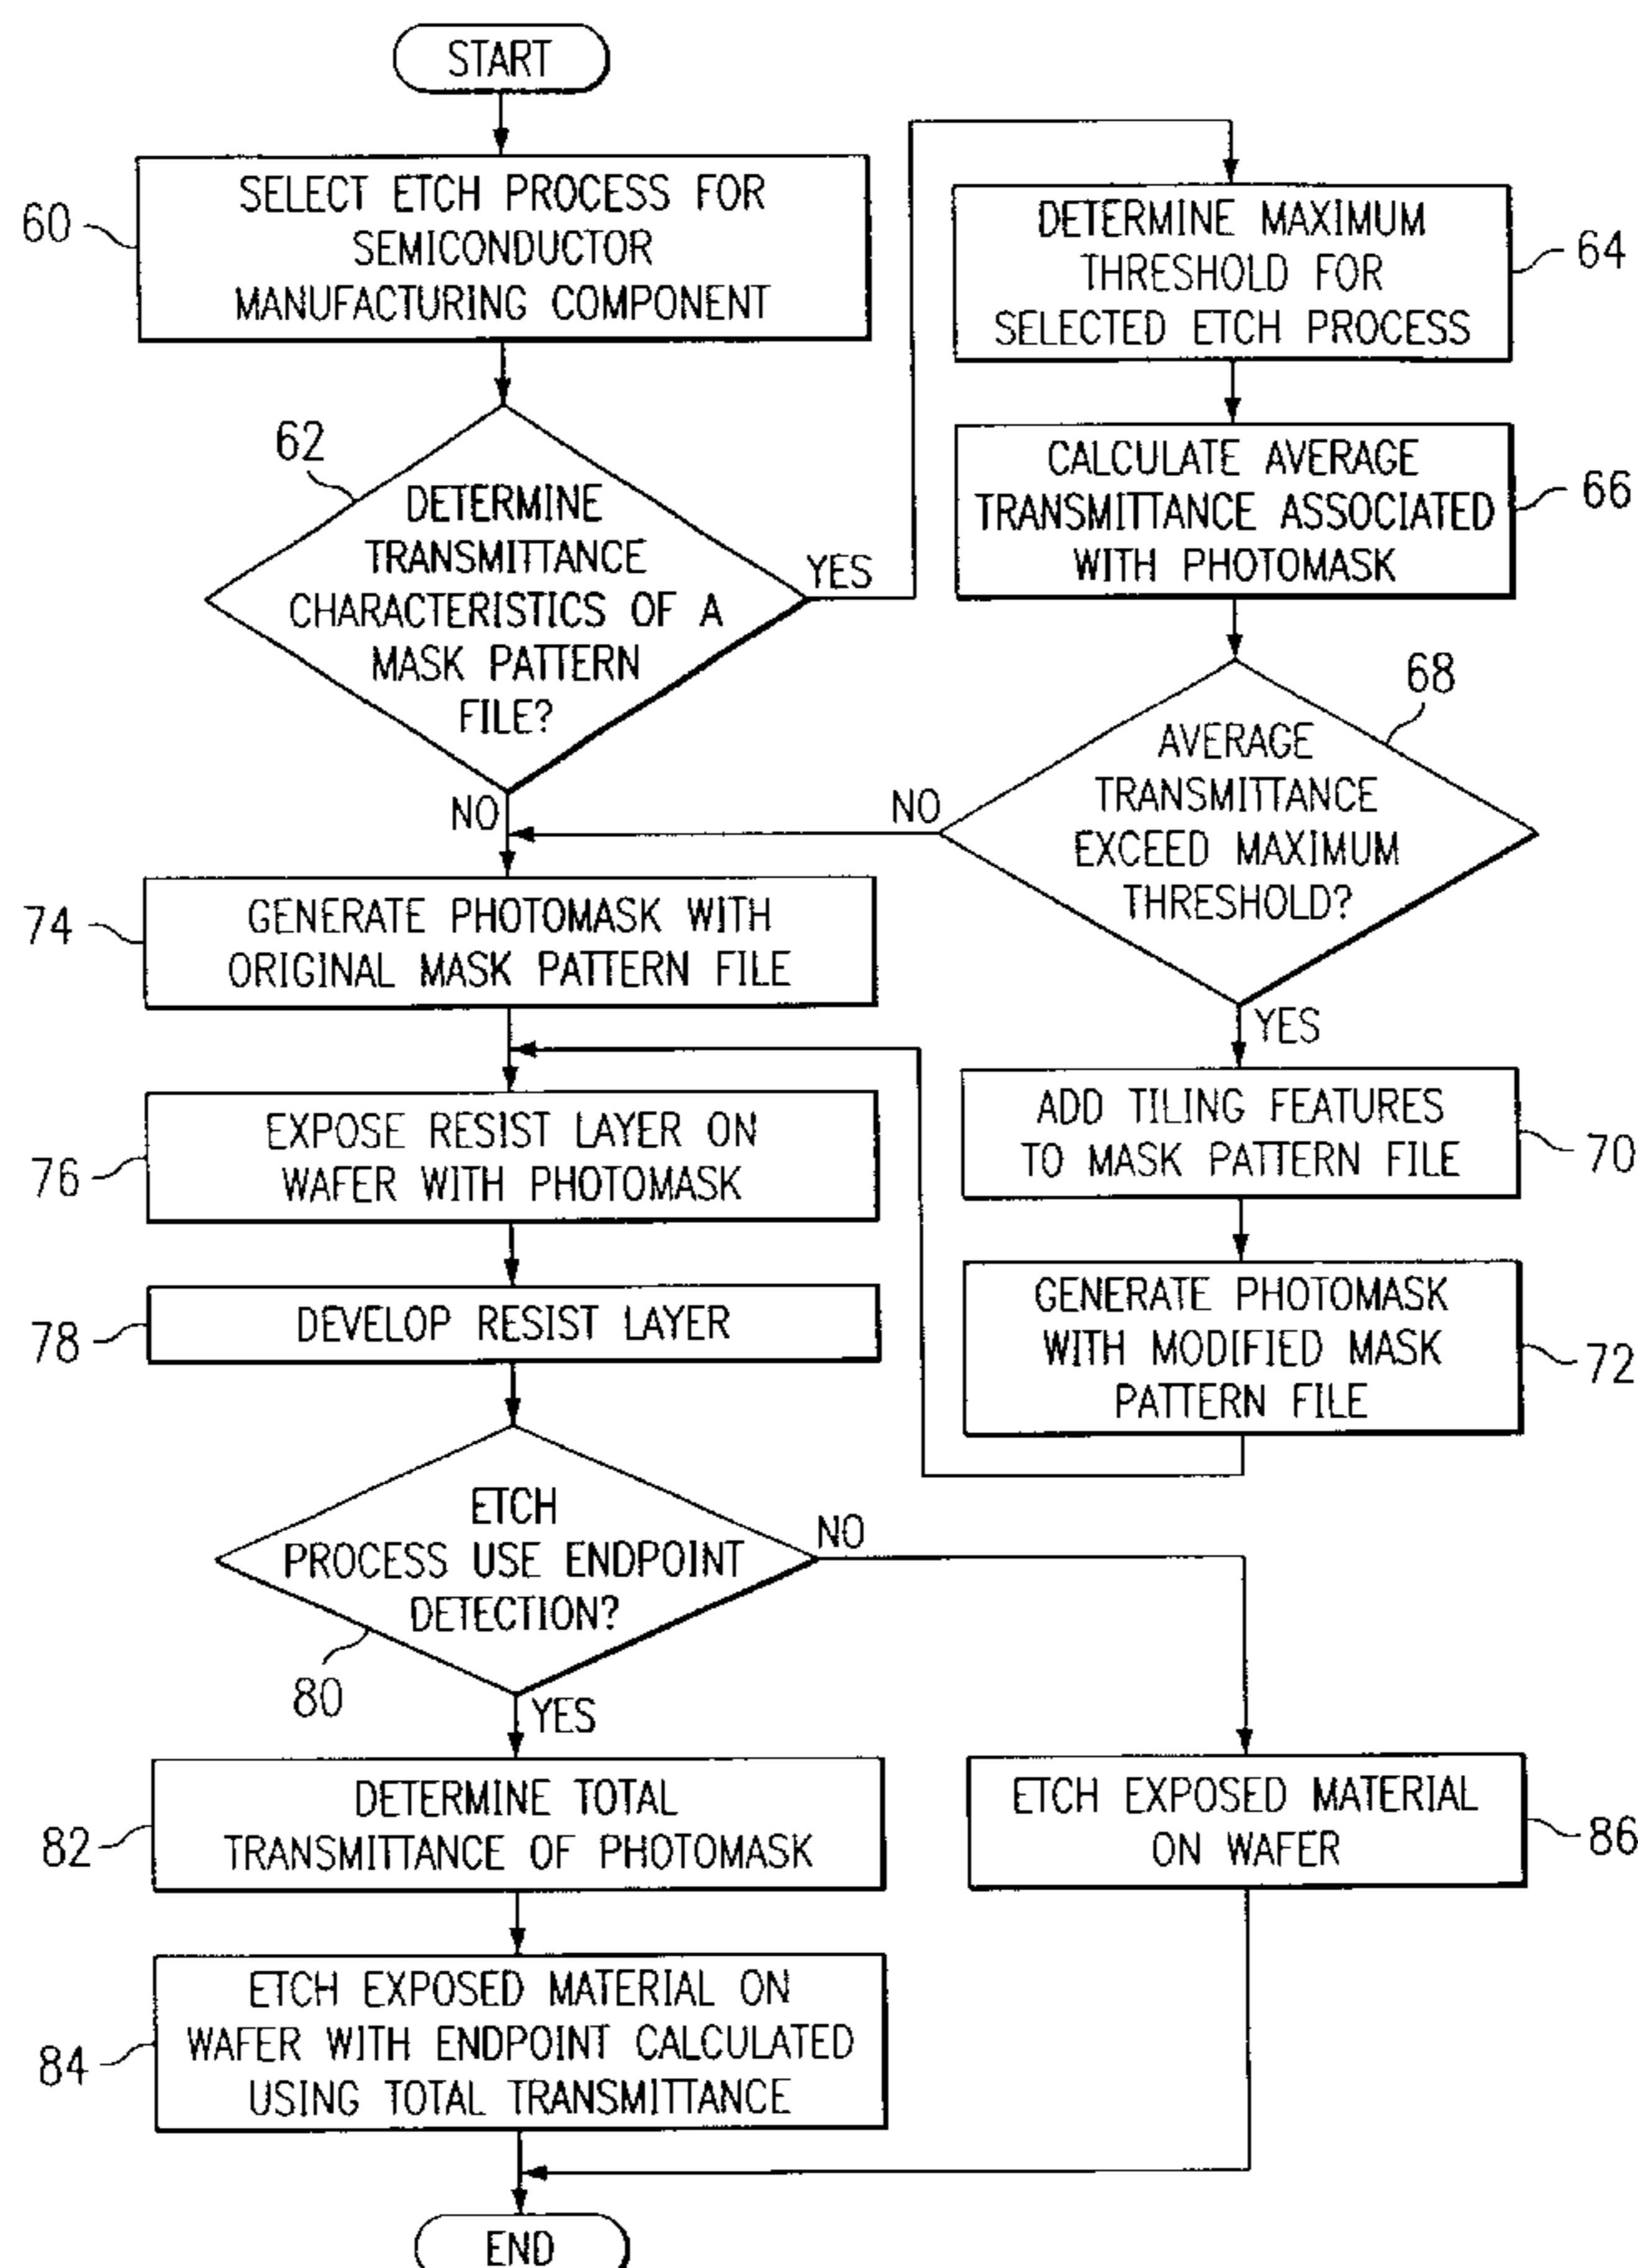 START
60
SELECT ETCH PROCESS FOR
SEMICONDUCTOR
MANUFACTURING COMPONENT
62
DETERMINE
TRANSMITTANCE
CHARACTERISTICS OF A
MASK PATTERN
FILE?
YES
NO
DETERMINE MAXIMUM
THRESHOLD FOR
SELECTED ETCH PROCESS
64
CALCULATE AVERAGE
TRANSMITTANCE ASSOCIATED
WITH PHOTOMASK
66
68
AVERAGE
TRANSMITTANCE
EXCEED MAXIMUM
THRESHOLD?
NO
YES
ADD TILING FEATURES
TO MASK PATTERN FILE
70
GENERATE PHOTOMASK
WITH MODIFIED MASK
PATTERN FILE
72
74
GENERATE PHOTOMASK WITH
ORIGINAL MASK PATTERN FILE
76
EXPOSE RESIST LAYER ON
WAFER WITH PHOTOMASK
78
DEVELOP RESIST LAYER
ETCH
PROCESS USE ENDPOINT
DETECTION?
80
NO
YES
82
DETERMINE TOTAL
TRANSMITTANCE OF PHOTOMASK
ETCH EXPOSED MATERIAL
ON WAFER
86
84
ETCH EXPOSED MATERIAL ON
WAFER WITH ENDPOINT CALCULATED
USING TOTAL TRANSMITTANCE
END